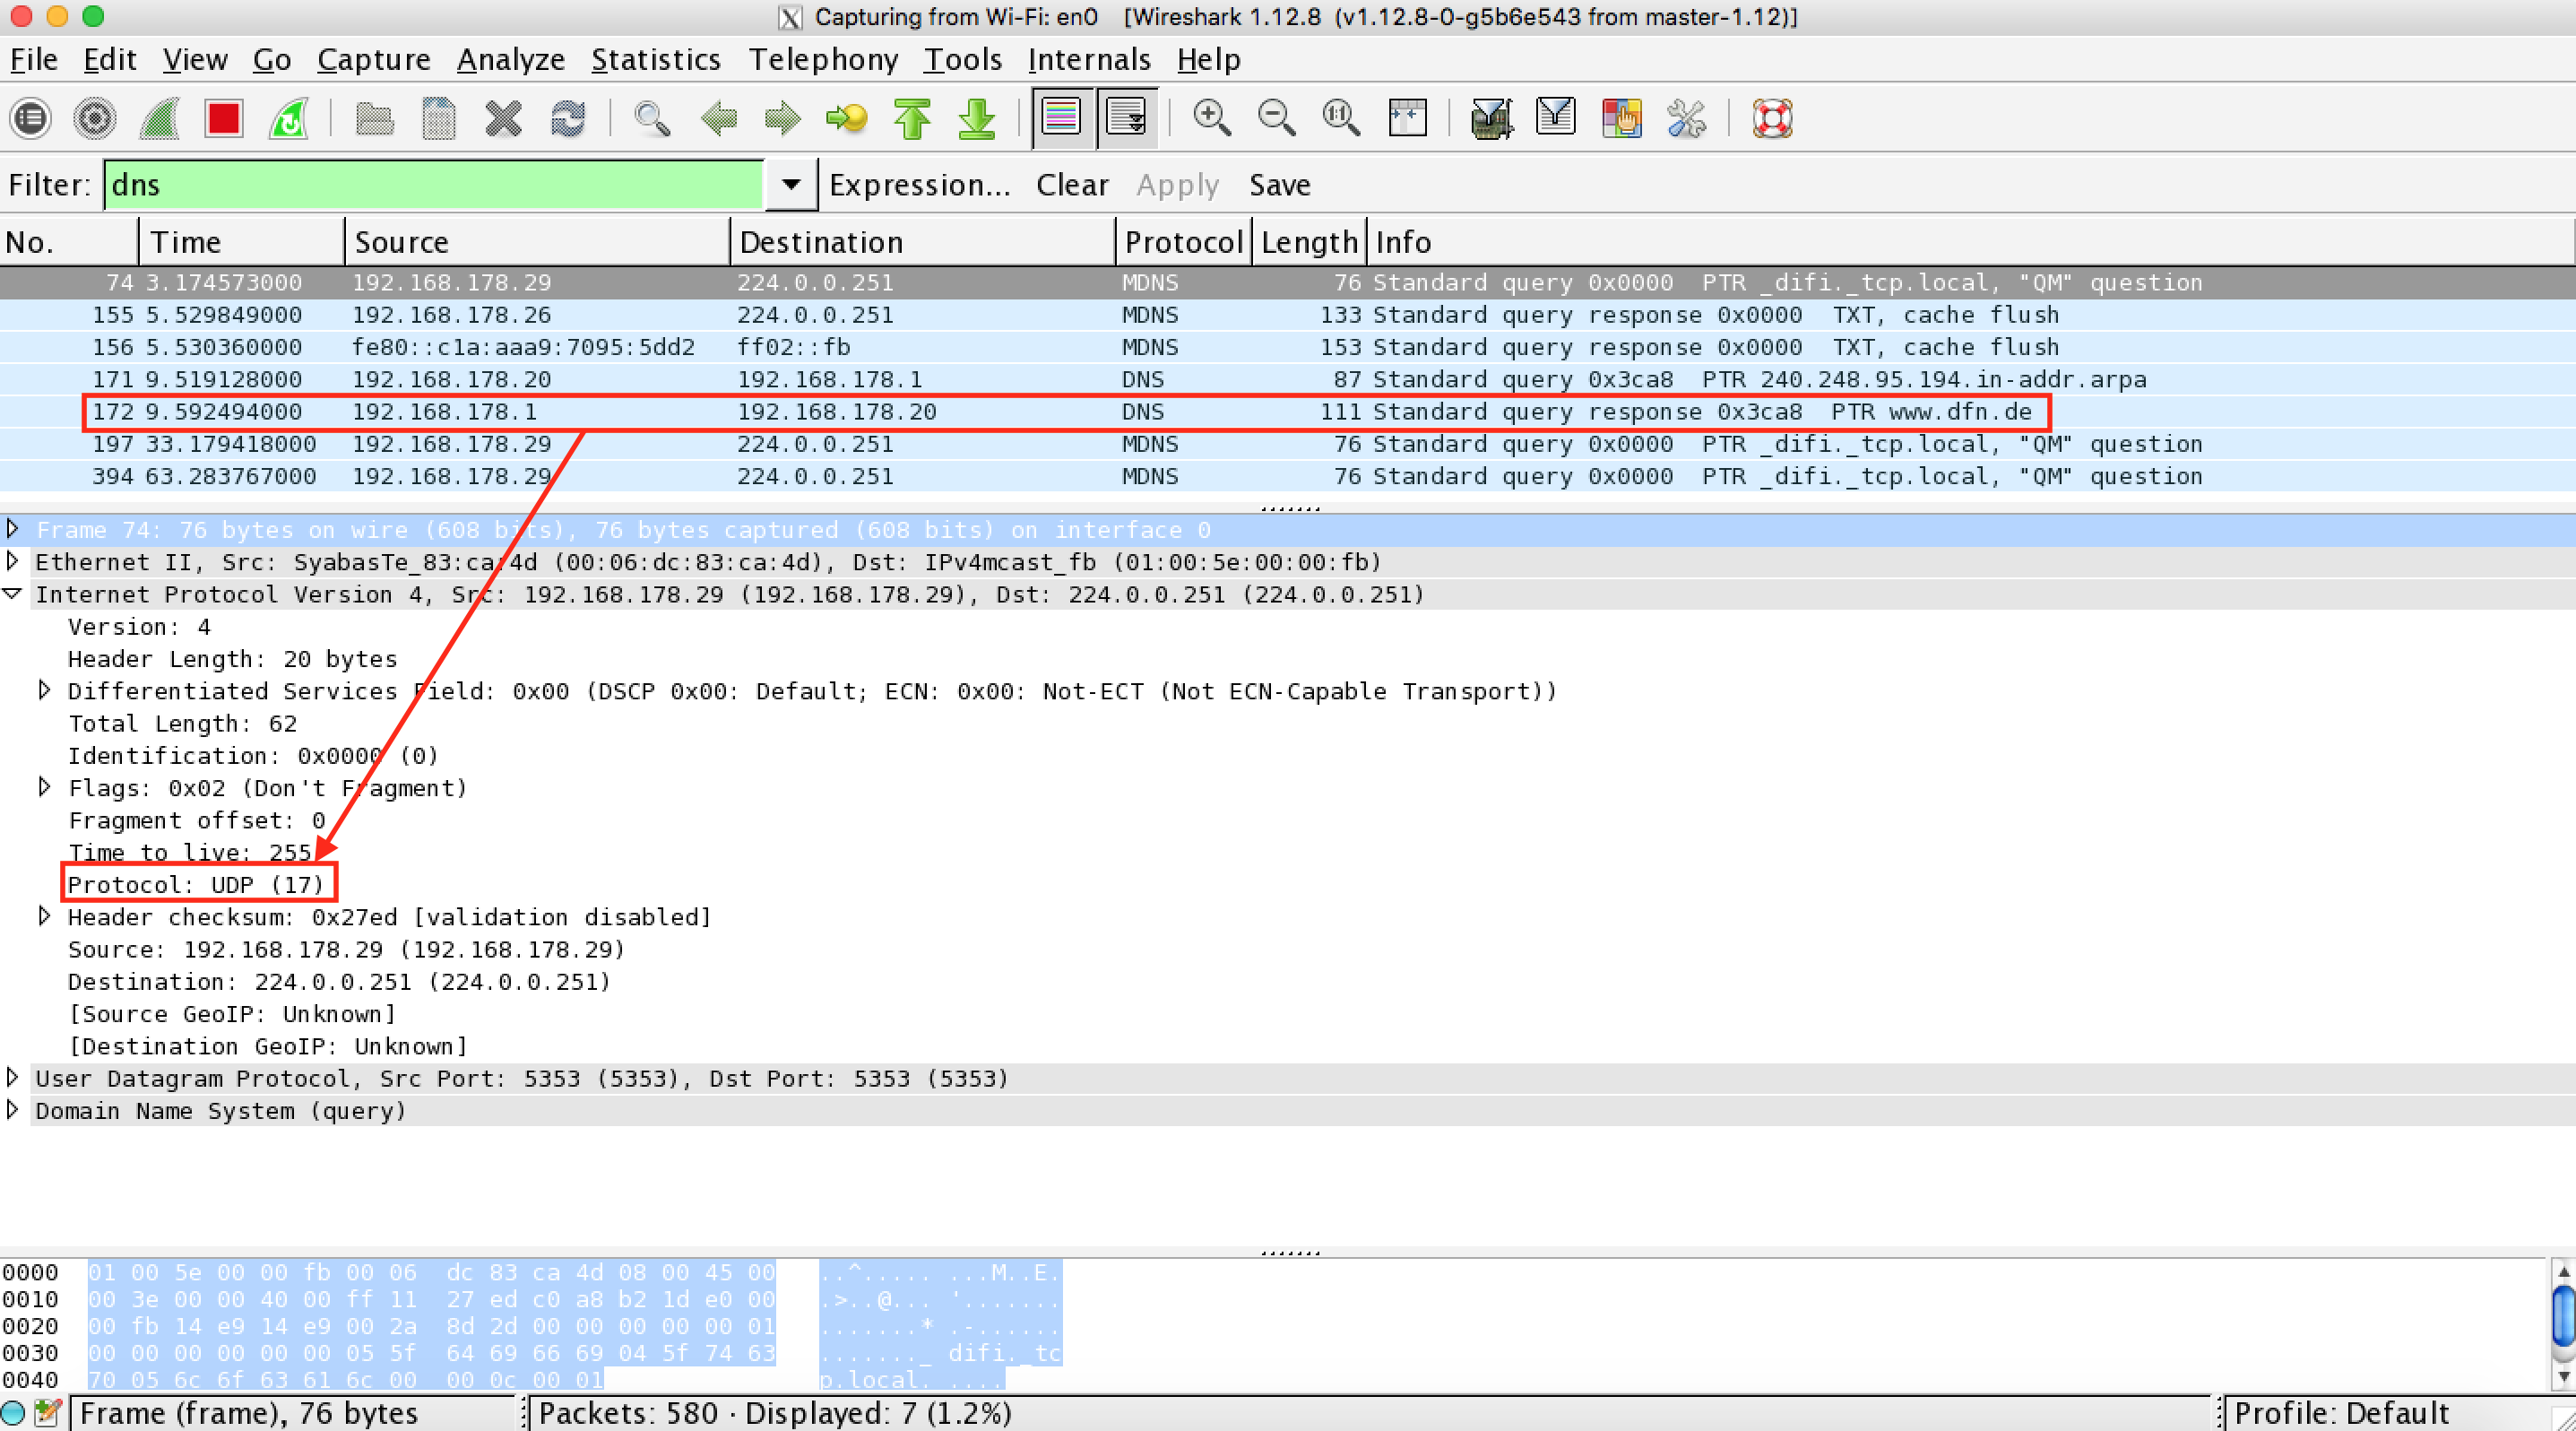 Capturing from Wi-Fi: en0 [Wireshark 1.12.8 (v1.12.8-0-g5b6e543 from master-1.12)]
File Edit View Go Capture Analyze Statistics Telephony Tools Internals Help
Filter: dns Expression... Clear Apply Save
No. Time Source Destination Protocol Length Info
74 3.174573000 192.168.178.29 224.0.0.251 MDNS 76 Standard query 0x0000 PTR _difi._tcp.local, "QM" question
155 5.529849000 192.168.178.26 224.0.0.251 MDNS 133 Standard query response 0x0000 TXT, cache flush
156 5.530360000 fe80::c1a:aaa9:7095:5dd2 ff02::fb MDNS 153 Standard query response 0x0000 TXT, cache flush
171 9.519128000 192.168.178.20 192.168.178.1 DNS 87 Standard query 0x3ca8 PTR 240.248.95.194.in-addr.arpa
172 9.592494000 192.168.178.1 192.168.178.20 DNS 111 Standard query response 0x3ca8 PTR www.dfn.de
197 33.179418000 192.168.178.29 224.0.0.251 MDNS 76 Standard query 0x0000 PTR _difi._tcp.local, "QM" question
394 63.283767000 192.168.178.29 224.0.0.251 MDNS 76 Standard query 0x0000 PTR _difi._tcp.local, "QM" question
Frame 74: 76 bytes on wire (608 bits), 76 bytes captured (608 bits) on interface 0
Ethernet II, Src: SyabasTe_83:ca:4d (00:06:dc:83:ca:4d), Dst: IPv4mcast_fb (01:00:5e:00:00:fb)
Internet Protocol Version 4, Src: 192.168.178.29 (192.168.178.29), Dst: 224.0.0.251 (224.0.0.251)
Version: 4
Header Length: 20 bytes
Differentiated Services Field: 0x00 (DSCP 0x00: Default; ECN: 0x00: Not-ECT (Not ECN-Capable Transport))
Total Length: 62
Identification: 0x0000 (0)
Flags: 0x02 (Don't Fragment)
Fragment offset: 0
Time to live: 255
Protocol: UDP (17)
Header checksum: 0x27ed [validation disabled]
Source: 192.168.178.29 (192.168.178.29)
Destination: 224.0.0.251 (224.0.0.251)
[Source GeoIP: Unknown]
[Destination GeoIP: Unknown]
User Datagram Protocol, Src Port: 5353 (5353), Dst Port: 5353 (5353)
Domain Name System (query)
0000 01 00 5e 00 00 fb 00 06 dc 83 ca 4d 08 00 45 00 ..^..... ...M..E.
0010 00 3e 00 00 40 00 ff 11 27 ed c0 a8 b2 1d e0 00 .>..@... '.......
0020 00 fb 14 e9 14 e9 00 2a 8d 2d 00 00 00 00 00 01 .......* .-......
0030 00 00 00 00 00 00 05 5f 64 69 66 69 04 5f 74 63 ......._ difi._tc
0040 70 05 6c 6f 63 61 6c 00 00 0c 00 01 p.local. ....
Frame (frame), 76 bytes Packets: 580 · Displayed: 7 (1.2%) Profile: Default